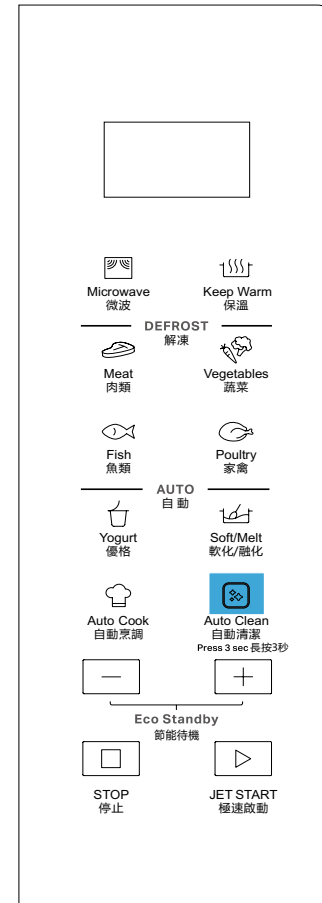 Microwave
微波
Keep Warm
保溫
DEFROST
解凍
Meat
肉類
Vegetables
蔬菜
Fish
魚類
Poultry
家禽
AUTO
自動
Yogurt
優格
Soft/Melt
軟化/融化
Auto Cook
自動烹調
Auto Clean
自動清潔
Press 3 sec 長按3秒
Eco Standby
節能待機
STOP
停止
JET START
極速啟動